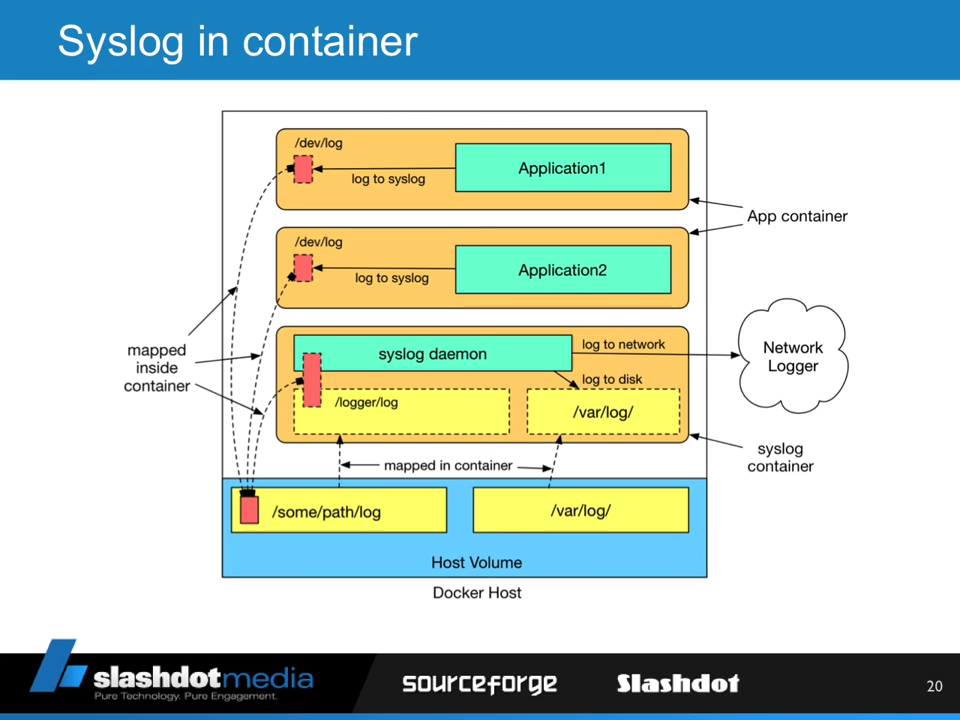 Syslog in container
/dev/log
log to syslog
Application1
App container
/dev/log
log to syslog
Application2
mapped
inside
container
syslog daemon
log to network
Network
Logger
log to disk
/logger/log
/var/log/
syslog
container
mapped in container
/some/path/log
/var/log/
Host Volume
Docker Host
slashdotmedia
Pure Technology. Pure Engagement.
sourceforge
Slashdot
20